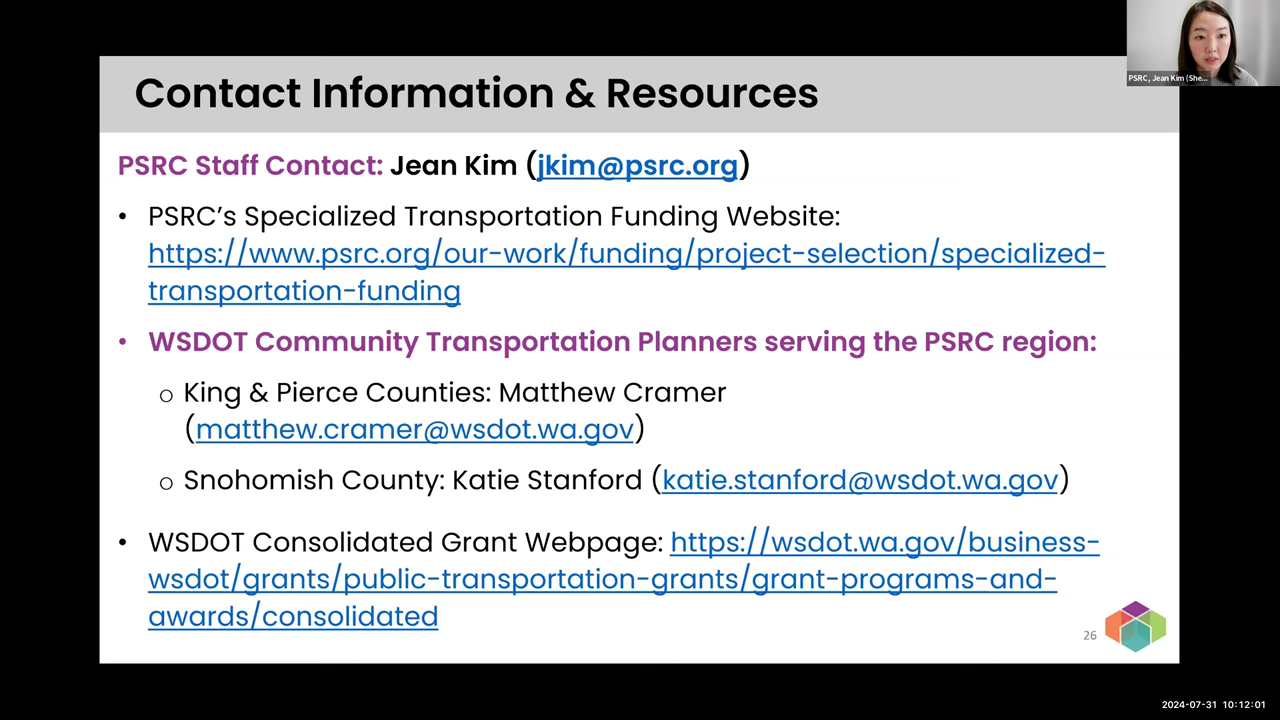 Contact Information & Resources
PSRC, Jean Kim (She...
PSRC Staff Contact: Jean Kim (jkim@psrc.org)
• PSRC’s Specialized Transportation Funding Website:
https://www.psrc.org/our-work/funding/project-selection/specialized-
transportation-funding
• WSDOT Community Transportation Planners serving the PSRC region:
o King & Pierce Counties: Matthew Cramer
(matthew.cramer@wsdot.wa.gov)
o Snohomish County: Katie Stanford (katie.stanford@wsdot.wa.gov)
• WSDOT Consolidated Grant Webpage: https://wsdot.wa.gov/business-
wsdot/grants/public-transportation-grants/grant-programs-and-
awards/consolidated
26
2024-07-31 10:12:01